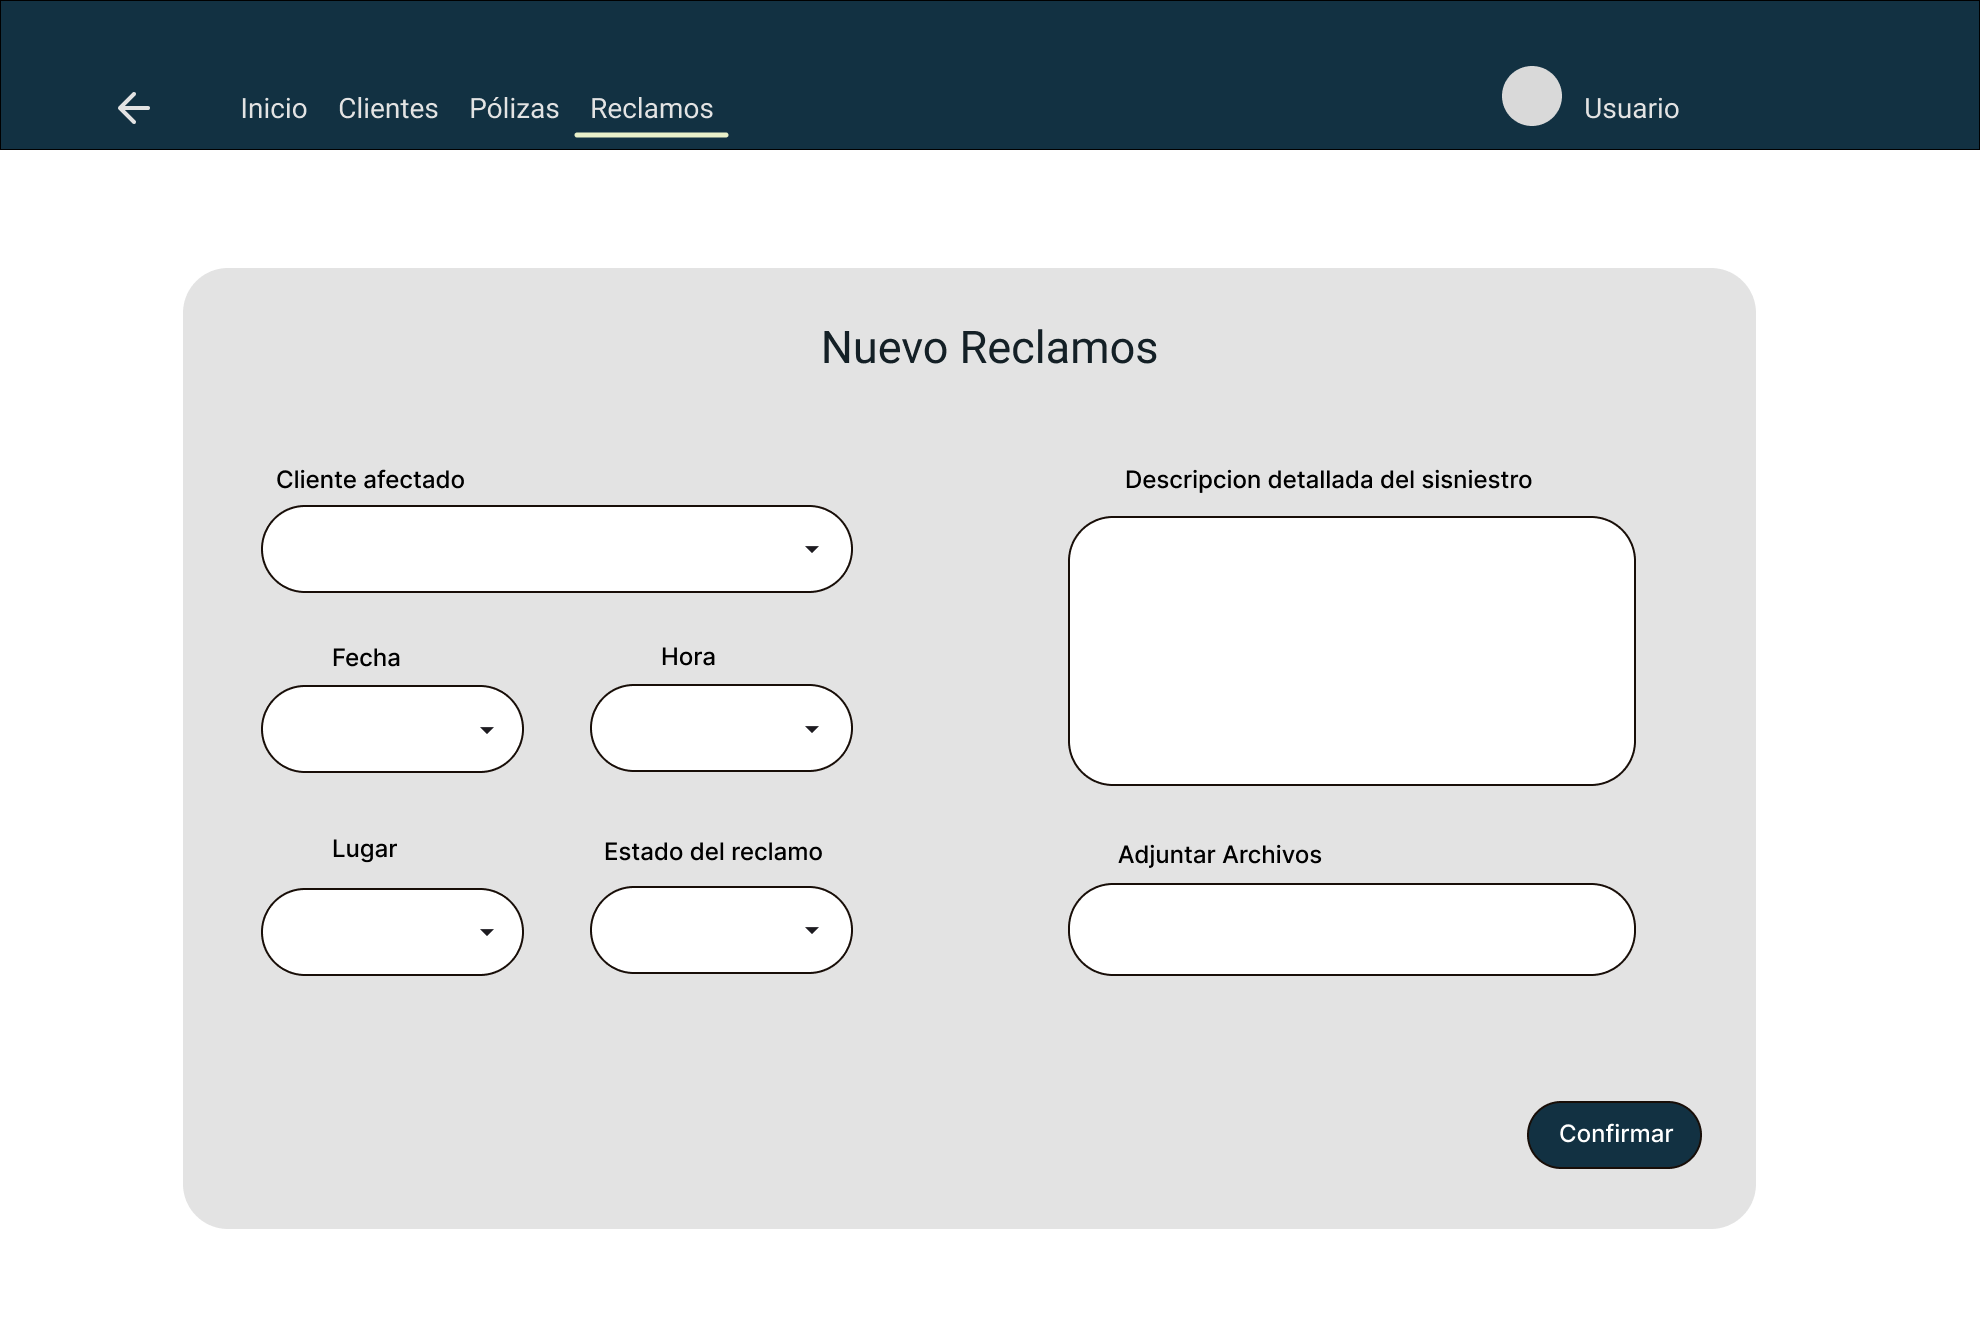 Inicio Clientes Pólizas Reclamos Usuario
Nuevo Reclamos
Cliente afectado
Fecha Hora
Lugar Estado del reclamo
Descripcion detallada del sisniestro
Adjuntar Archivos
Confirmar